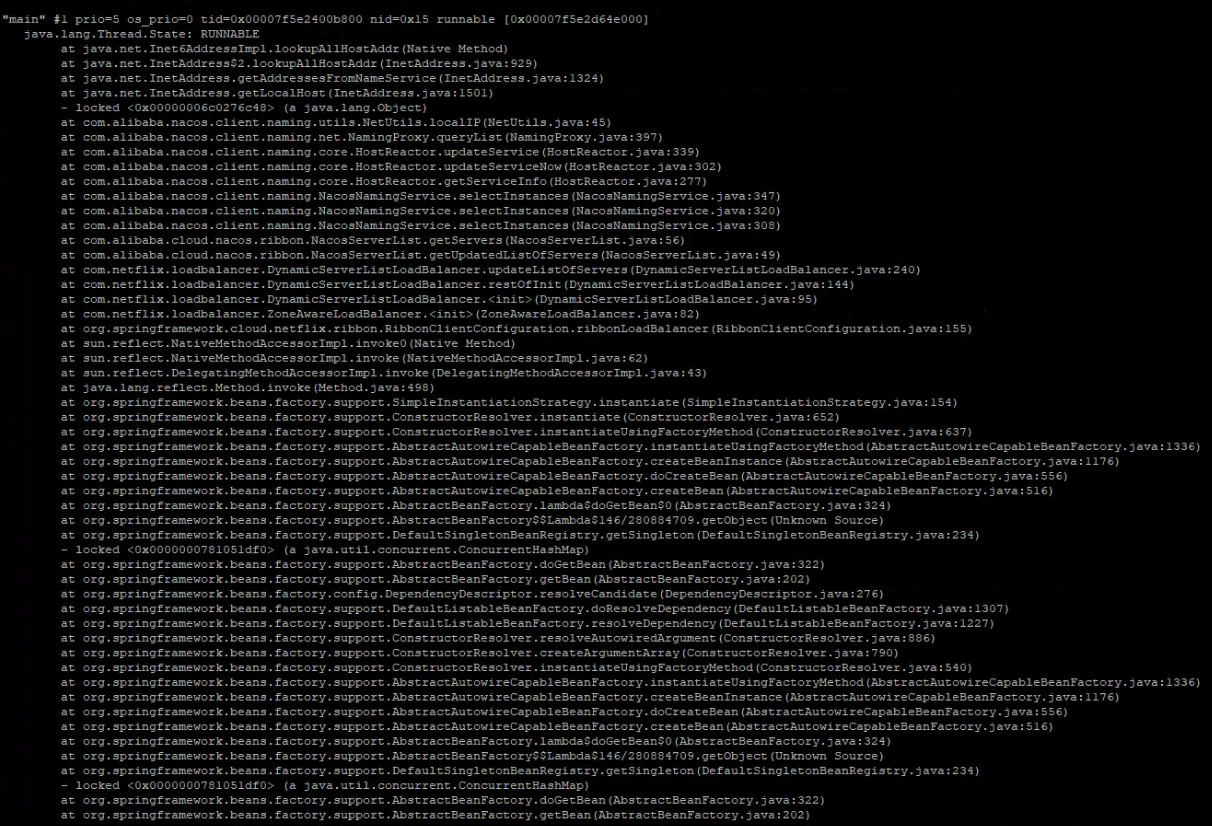 "main" #1 prio=5 os_prio=0 tid=0x00007f5e2400b800 nid=0x15 runnable [0x00007f5e2d64e000]
java.lang.Thread.State: RUNNABLE
at java.net.Inet6AddressImpl.lookupAllHostAddr(Native Method)
at java.net.InetAddress$2.lookupAllHostAddr(InetAddress.java:929)
at java.net.InetAddress.getAddressesFromNameService(InetAddress.java:1324)
at java.net.InetAddress.getLocalHost(InetAddress.java:1501)
- locked <0x00000006c0276c48> (a java.lang.Object)
at com.alibaba.nacos.client.naming.utils.NetUtils.localIP(NetUtils.java:45)
at com.alibaba.nacos.client.naming.net.NamingProxy.queryList(NamingProxy.java:397)
at com.alibaba.nacos.client.naming.core.HostReactor.updateService(HostReactor.java:339)
at com.alibaba.nacos.client.naming.core.HostReactor.updateServiceNow(HostReactor.java:302)
at com.alibaba.nacos.client.naming.core.HostReactor.getServiceInfo(HostReactor.java:277)
at com.alibaba.nacos.client.naming.NacosNamingService.selectInstances(NacosNamingService.java:347)
at com.alibaba.nacos.client.naming.NacosNamingService.selectInstances(NacosNamingService.java:320)
at com.alibaba.nacos.client.naming.NacosNamingService.selectInstances(NacosNamingService.java:308)
at com.alibaba.cloud.nacos.ribbon.NacosServerList.getServers(NacosServerList.java:56)
at com.alibaba.cloud.nacos.ribbon.NacosServerList.getUpdatedListOfServers(NacosServerList.java:49)
at com.netflix.loadbalancer.DynamicServerListLoadBalancer.updateListOfServers(DynamicServerListLoadBalancer.java:240)
at com.netflix.loadbalancer.DynamicServerListLoadBalancer.restOfInit(DynamicServerListLoadBalancer.java:144)
at com.netflix.loadbalancer.DynamicServerListLoadBalancer.<init>(DynamicServerListLoadBalancer.java:95)
at com.netflix.loadbalancer.ZoneAwareLoadBalancer.<init>(ZoneAwareLoadBalancer.java:82)
at org.springframework.cloud.netflix.ribbon.RibbonClientConfiguration.ribbonLoadBalancer(RibbonClientConfiguration.java:155)
at sun.reflect.NativeMethodAccessorImpl.invoke0(Native Method)
at sun.reflect.NativeMethodAccessorImpl.invoke(NativeMethodAccessorImpl.java:62)
at sun.reflect.DelegatingMethodAccessorImpl.invoke(DelegatingMethodAccessorImpl.java:43)
at java.lang.reflect.Method.invoke(Method.java:498)
at org.springframework.beans.factory.support.SimpleInstantiationStrategy.instantiate(SimpleInstantiationStrategy.java:154)
at org.springframework.beans.factory.support.ConstructorResolver.instantiate(ConstructorResolver.java:652)
at org.springframework.beans.factory.support.ConstructorResolver.instantiateUsingFactoryMethod(ConstructorResolver.java:637)
at org.springframework.beans.factory.support.AbstractAutowireCapableBeanFactory.instantiateUsingFactoryMethod(AbstractAutowireCapableBeanFactory.java:1336)
at org.springframework.beans.factory.support.AbstractAutowireCapableBeanFactory.createBeanInstance(AbstractAutowireCapableBeanFactory.java:1176)
at org.springframework.beans.factory.support.AbstractAutowireCapableBeanFactory.doCreateBean(AbstractAutowireCapableBeanFactory.java:556)
at org.springframework.beans.factory.support.AbstractAutowireCapableBeanFactory.createBean(AbstractAutowireCapableBeanFactory.java:516)
at org.springframework.beans.factory.support.AbstractBeanFactory.lambda$doGetBean$0(AbstractBeanFactory.java:324)
at org.springframework.beans.factory.support.AbstractBeanFactory$$Lambda$146/280884709.getObject(Unknown Source)
at org.springframework.beans.factory.support.DefaultSingletonBeanRegistry.getSingleton(DefaultSingletonBeanRegistry.java:234)
- locked <0x0000000781051df0> (a java.util.concurrent.ConcurrentHashMap)
at org.springframework.beans.factory.support.AbstractBeanFactory.doGetBean(AbstractBeanFactory.java:322)
at org.springframework.beans.factory.support.AbstractBeanFactory.getBean(AbstractBeanFactory.java:202)
at org.springframework.beans.factory.config.DependencyDescriptor.resolveCandidate(DependencyDescriptor.java:276)
at org.springframework.beans.factory.support.DefaultListableBeanFactory.doResolveDependency(DefaultListableBeanFactory.java:1307)
at org.springframework.beans.factory.support.DefaultListableBeanFactory.resolveDependency(DefaultListableBeanFactory.java:1227)
at org.springframework.beans.factory.support.ConstructorResolver.resolveAutowiredArgument(ConstructorResolver.java:886)
at org.springframework.beans.factory.support.ConstructorResolver.createArgumentArray(ConstructorResolver.java:790)
at org.springframework.beans.factory.support.ConstructorResolver.instantiateUsingFactoryMethod(ConstructorResolver.java:540)
at org.springframework.beans.factory.support.AbstractAutowireCapableBeanFactory.instantiateUsingFactoryMethod(AbstractAutowireCapableBeanFactory.java:1336)
at org.springframework.beans.factory.support.AbstractAutowireCapableBeanFactory.createBeanInstance(AbstractAutowireCapableBeanFactory.java:1176)
at org.springframework.beans.factory.support.AbstractAutowireCapableBeanFactory.doCreateBean(AbstractAutowireCapableBeanFactory.java:556)
at org.springframework.beans.factory.support.AbstractAutowireCapableBeanFactory.createBean(AbstractAutowireCapableBeanFactory.java:516)
at org.springframework.beans.factory.support.AbstractBeanFactory.lambda$doGetBean$0(AbstractBeanFactory.java:324)
at org.springframework.beans.factory.support.AbstractBeanFactory$$Lambda$146/280884709.getObject(Unknown Source)
at org.springframework.beans.factory.support.DefaultSingletonBeanRegistry.getSingleton(DefaultSingletonBeanRegistry.java:234)
- locked <0x0000000781051df0> (a java.util.concurrent.ConcurrentHashMap)
at org.springframework.beans.factory.support.AbstractBeanFactory.doGetBean(AbstractBeanFactory.java:322)
at org.springframework.beans.factory.support.AbstractBeanFactory.getBean(AbstractBeanFactory.java:202)